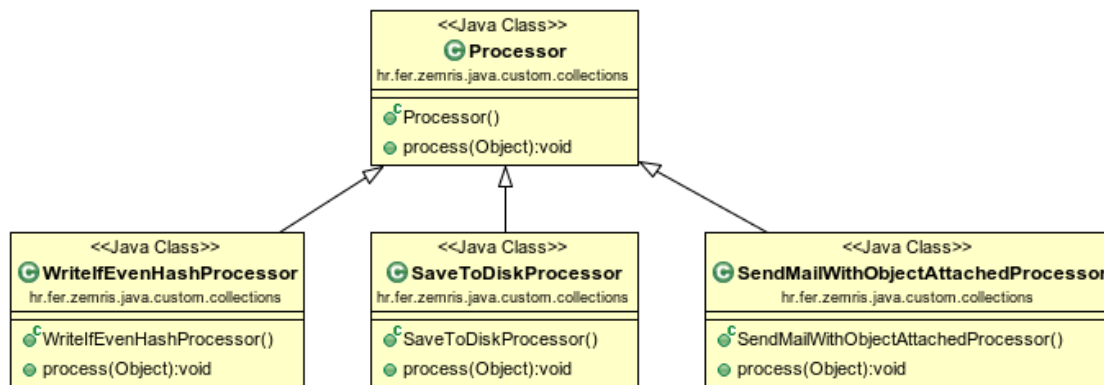 <<Java Class>>
C Processor
hr.fer.zemris.java.custom.collections
C Processor()
process(Object):void
<<Java Class>>
C WriteIfEvenHashProcessor
hr.fer.zemris.java.custom.collections
C WriteIfEvenHashProcessor()
process(Object):void
<<Java Class>>
C SaveToDiskProcessor
hr.fer.zemris.java.custom.collections
C SaveToDiskProcessor()
process(Object):void
<<Java Class>>
C SendMailWithObjectAttachedProcessor
hr.fer.zemris.java.custom.collections
C SendMailWithObjectAttachedProcessor()
process(Object):void